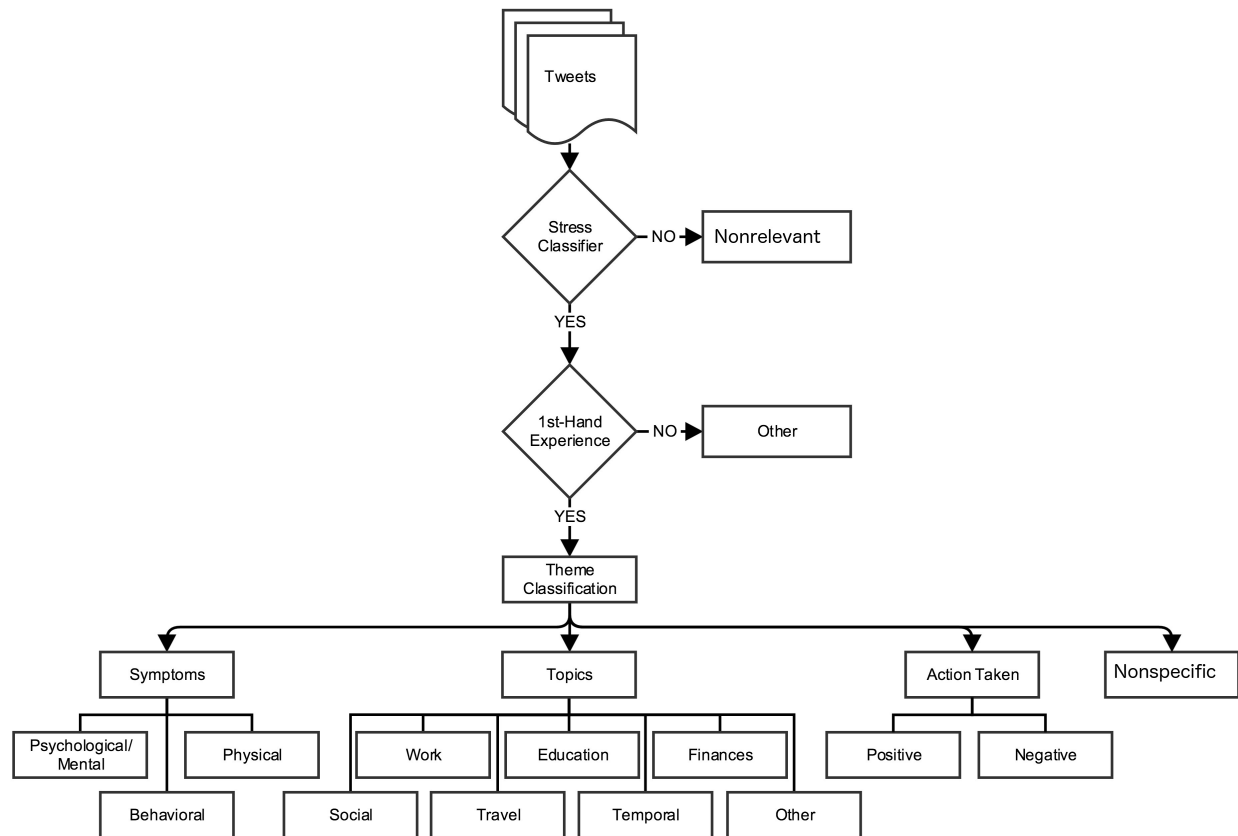 Tweets
Stress
Classifier
NO
Nonrelevant
YES
1st-Hand
Experience
NO
Other
YES
Theme
Classification
Symptoms
Topics
Action Taken
Nonspecific
Psychological/
Mental
Physical
Work
Education
Finances
Positive
Negative
Behavioral
Social
Travel
Temporal
Other